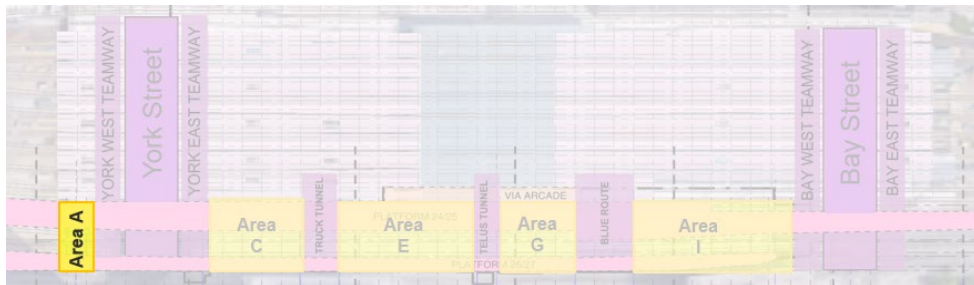 YORK WEST TEAMWAY
York Street
YORK EAST TEAMWAY
BAY WEST TEAMWAY
Bay Street
BAY EAST TEAMWAY
Area A
Area
C
TRUCK TUNNEL
PLATFORM 24/25
Area
E
TELUS TUNNEL
VIA ARCADE
Area
G
BLUE ROUTE
Area
I
PLATFORM 26/27